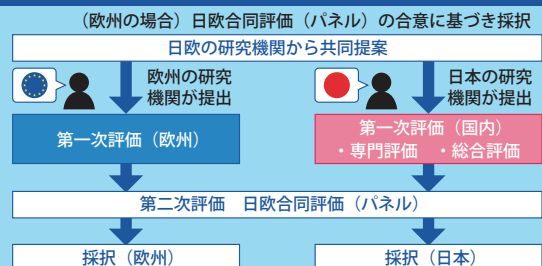 （欧州の場合）日欧合同評価（パネル）の合意に基づき採択
日欧の研究機関から共同提案
欧州の研究
機関が提出
日本の研究
機関が提出
第一次評価（欧州）
第一次評価（国内）
・専門評価　・総合評価
第二次評価　日欧合同評価（パネル）
採択（欧州）
採択（日本）